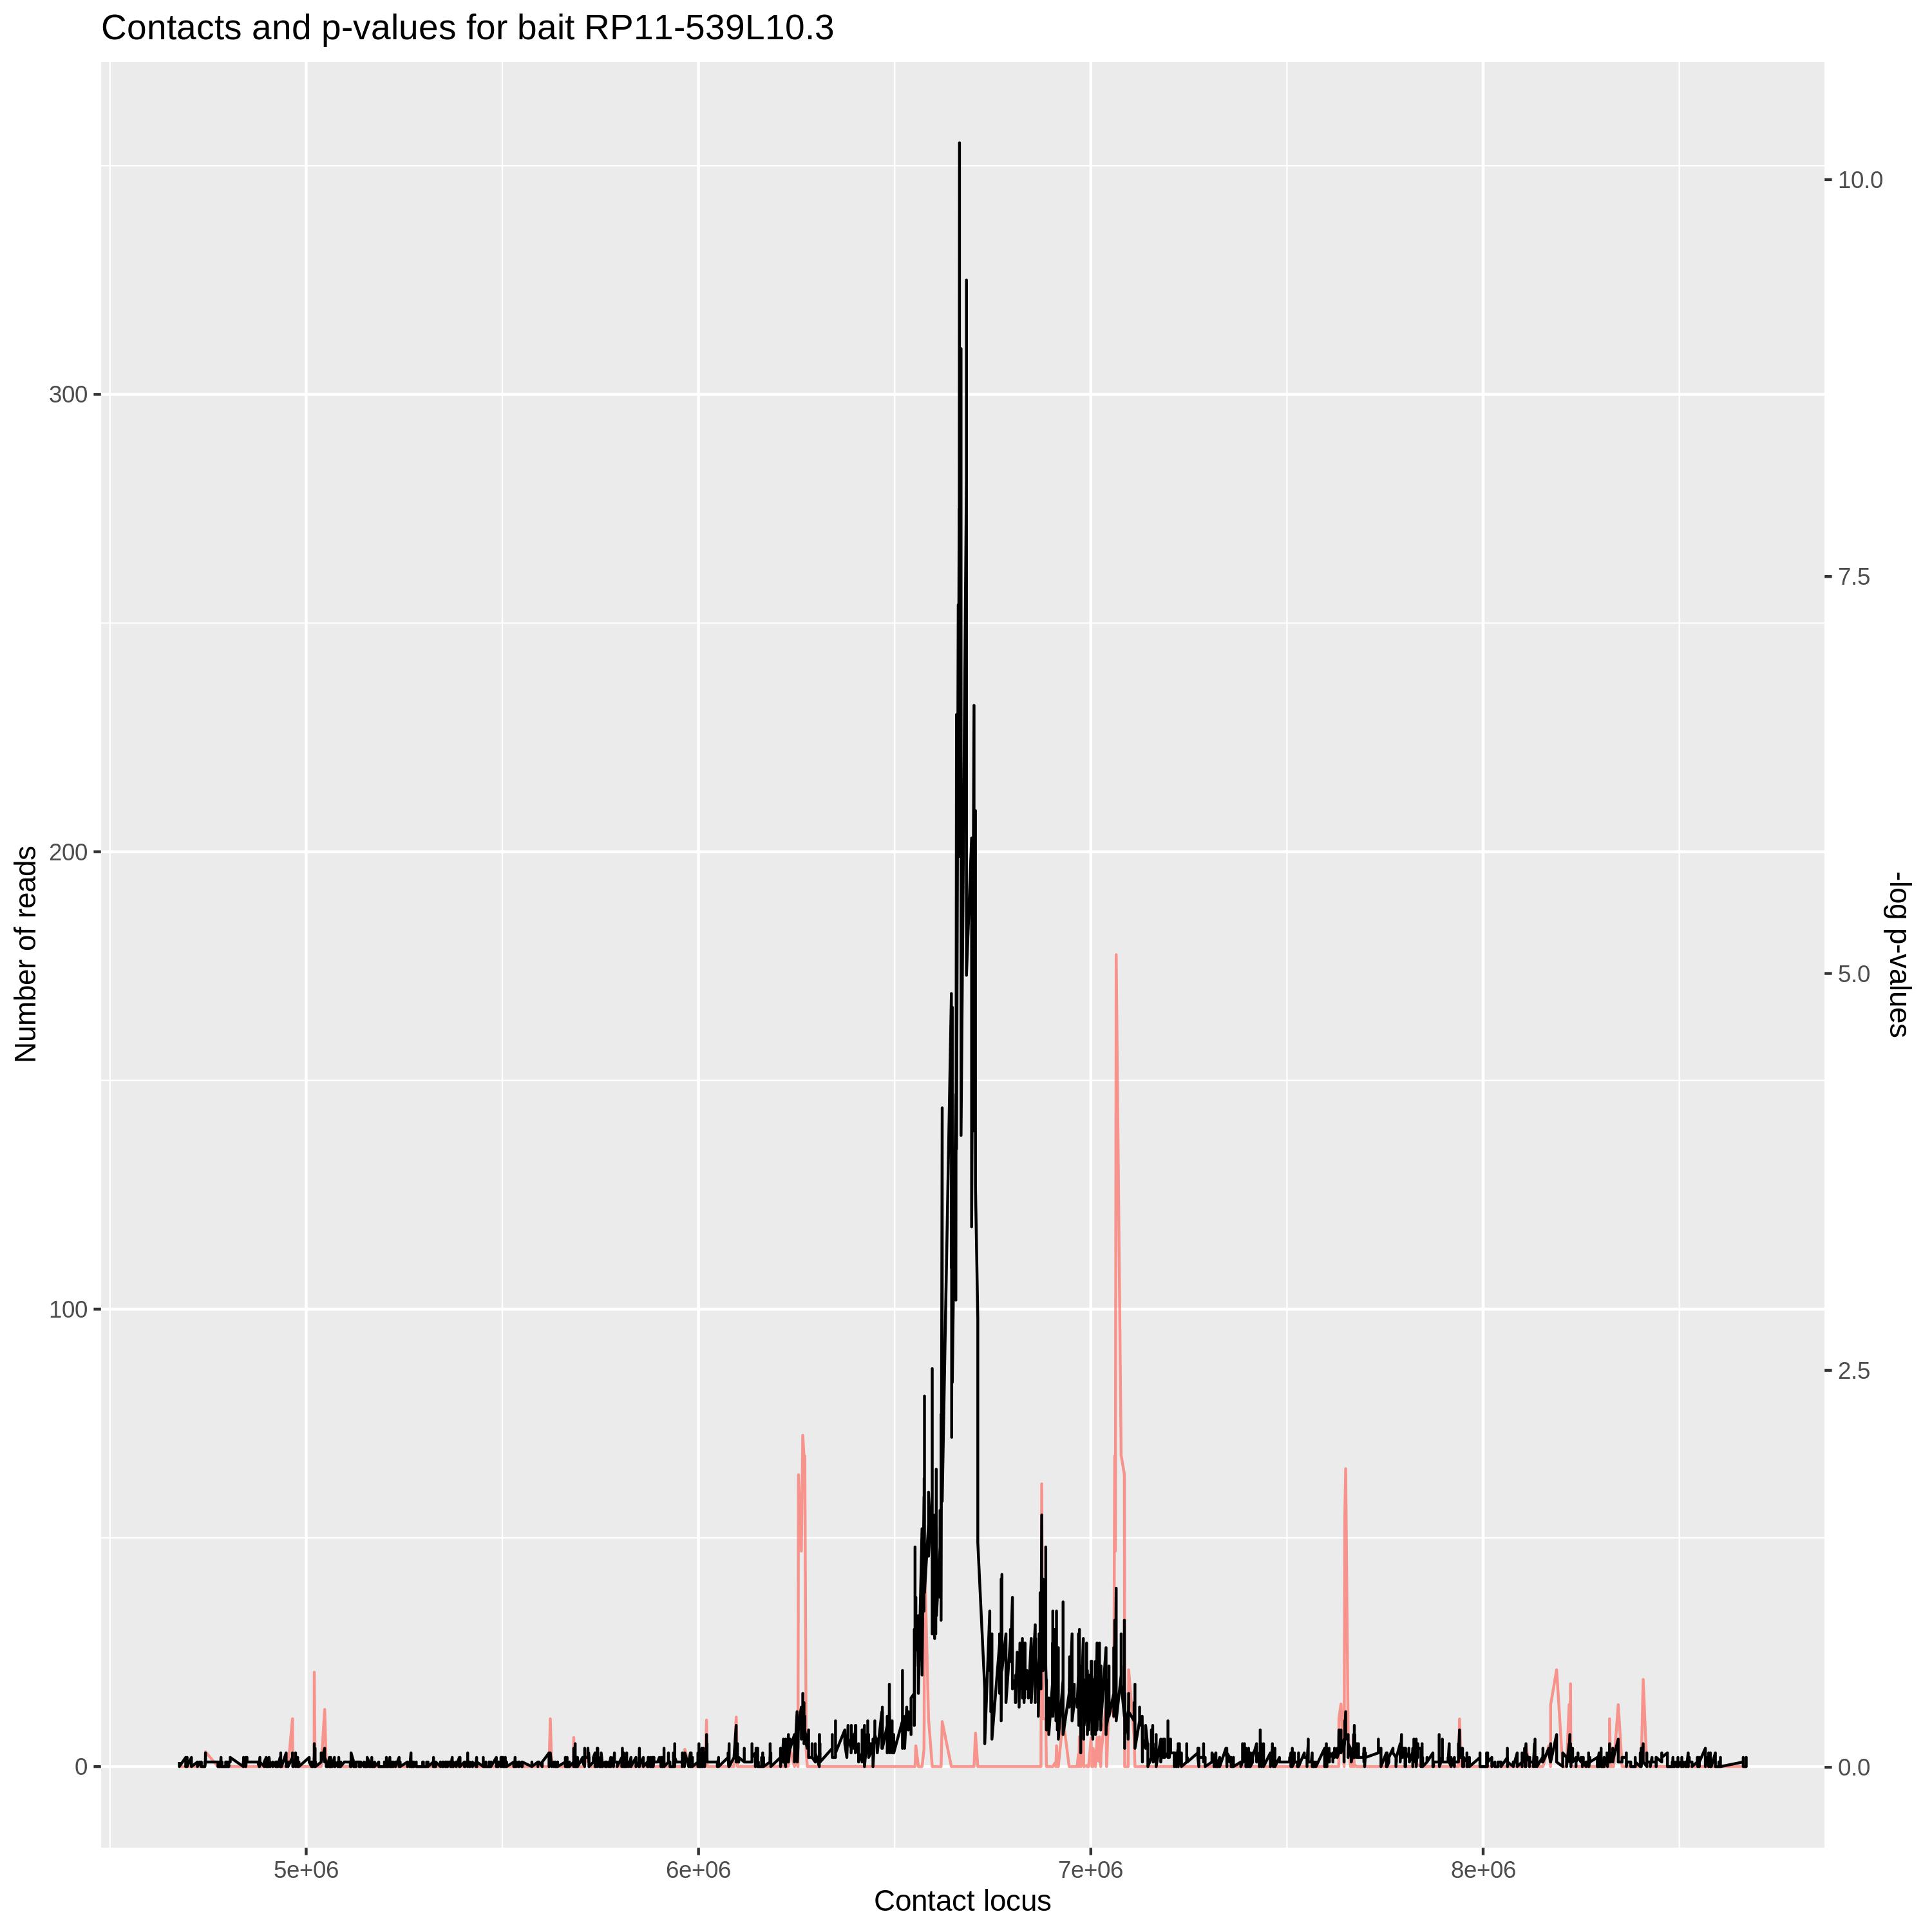 Contacts and p-values for bait RP11-539L10.3
Number of reads
300
200
100
0
10.0
7.5
5.0
2.5
0.0
-log p-values
5e+06
6e+06
7e+06
8e+06
Contact locus